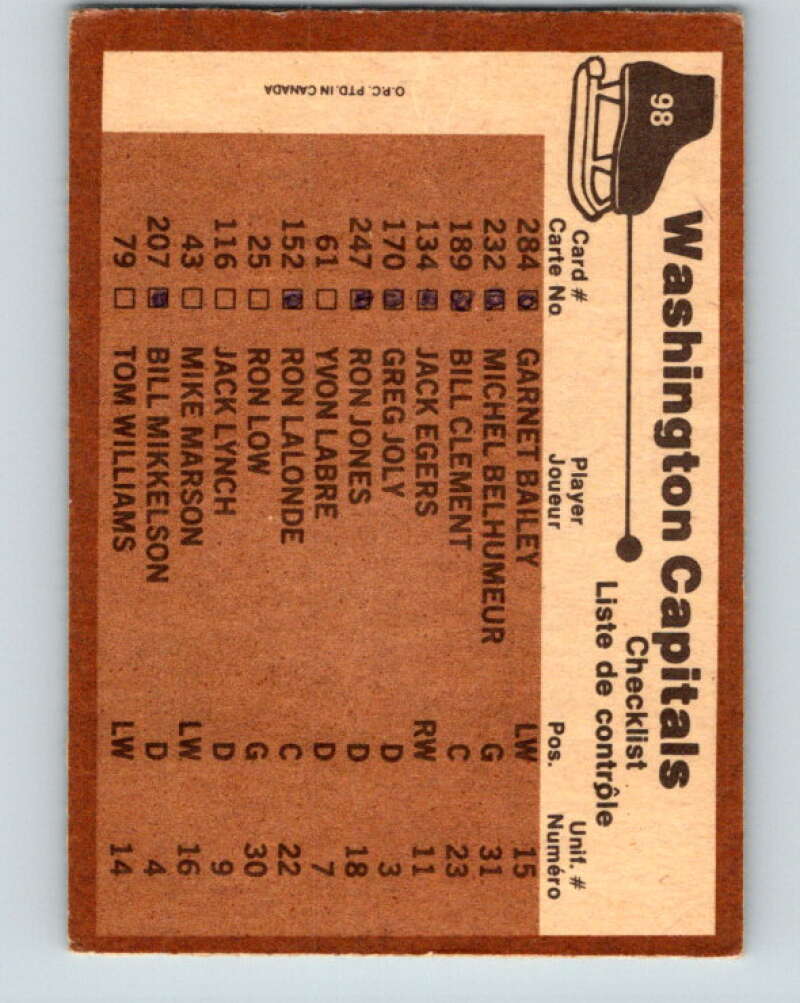 98
Washington Capitals
Checklist
Liste de contrôle
Card # Player Pos. Unif. #
Carte No Joueur Numéro
284 GARNET BAILEY LW 15
232 MICHEL BELHUMEUR G 31
189 BILL CLEMENT C 23
134 JACK EGERS RW 11
170 GREG JOLY D 3
247 RON JONES D 18
61 YVON LABRE D 7
152 RON LALONDE C 22
25 RON LOW G 30
116 JACK LYNCH D 9
43 MIKE MARSON LW 16
207 BILL MIKKELSON D 4
79 TOM WILLIAMS LW 14
O.P.C. PTD. IN CANADA